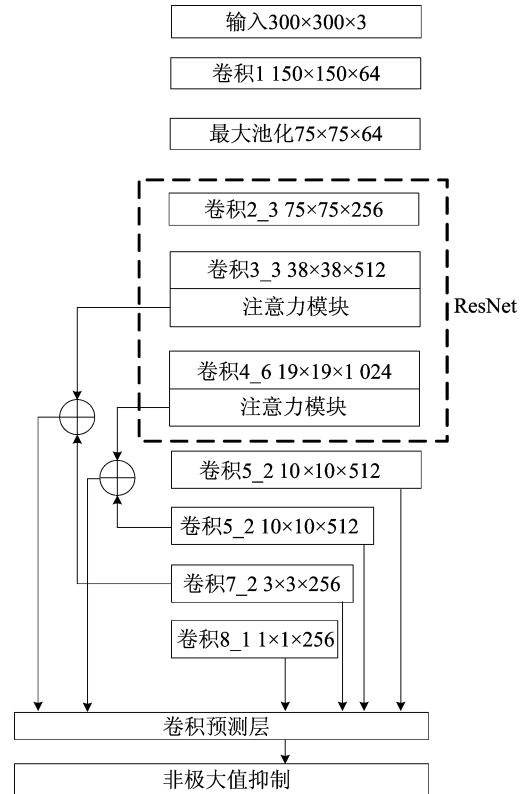 输入300×300×3
卷积1 150×150×64
最大池化75×75×64
卷积2_3 75×75×256
卷积3_3 38×38×512
注意力模块
ResNet
卷积4_6 19×19×1 024
注意力模块
卷积5_2 10×10×512
卷积5_2 10×10×512
卷积7_2 3×3×256
卷积8_1 1×1×256
卷积预测层
非极大值抑制